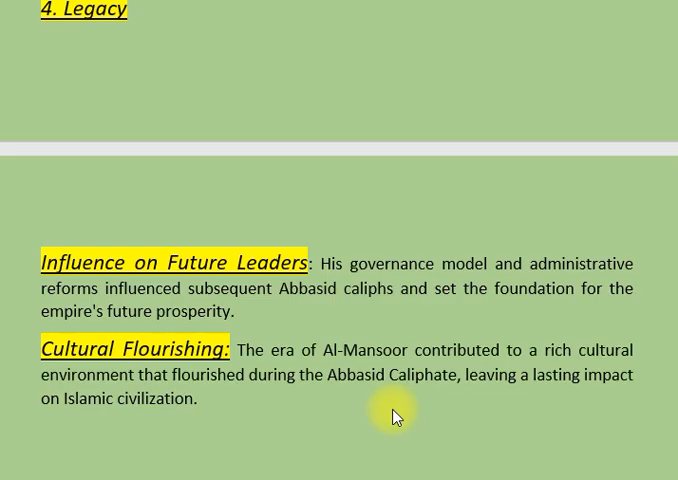 4. Legacy
Influence on Future Leaders: His governance model and administrative
reforms influenced subsequent Abbasid caliphs and set the foundation for the
empire's future prosperity.
Cultural Flourishing: The era of Al-Mansoor contributed to a rich cultural
environment that flourished during the Abbasid Caliphate, leaving a lasting impact
on Islamic civilization.